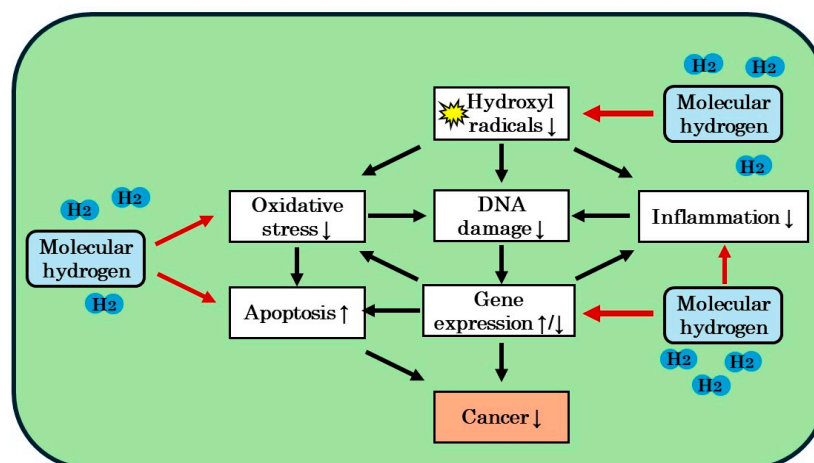 H2
H2
Hydroxyl
radicals ↓
Molecular
hydrogen
H2
H2
H2
Oxidative
stress ↓
DNA
damage ↓
Inflammation ↓
Molecular
hydrogen
H2
Apoptosis ↑
Gene
expression ↑/↓
Molecular
hydrogen
H2
H2
H2
Cancer ↓